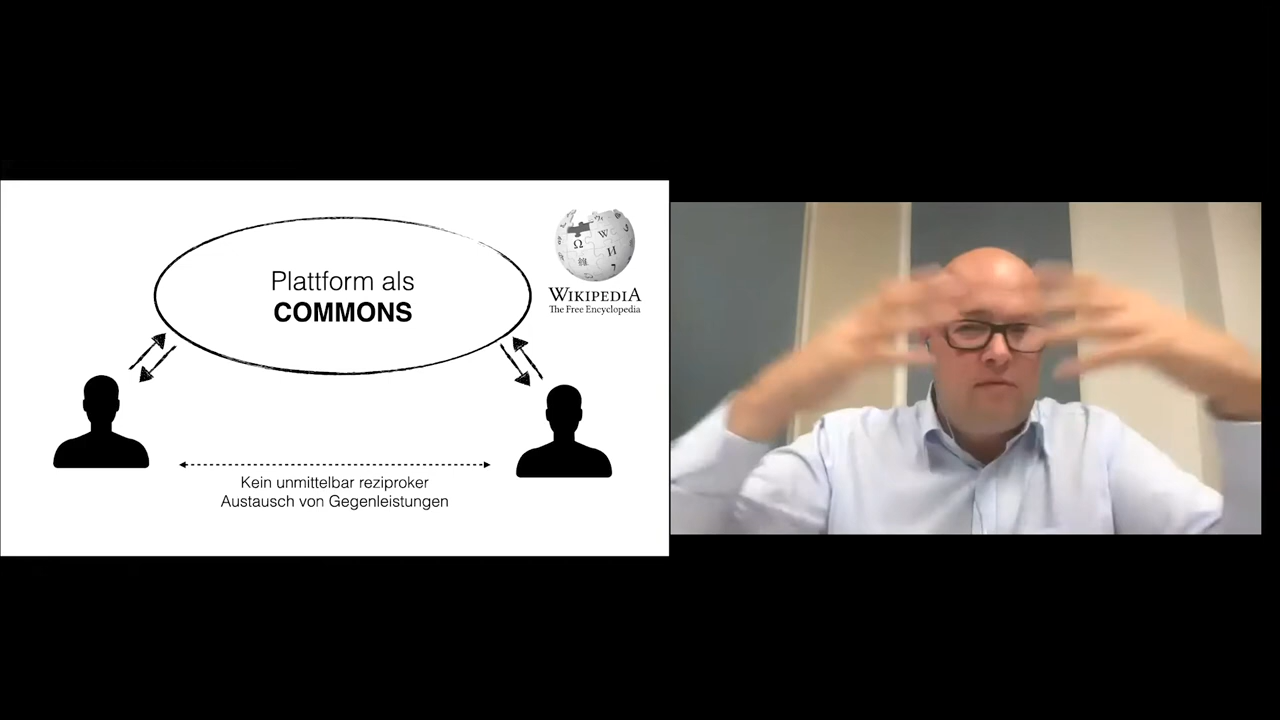 Plattform als
COMMONS
Ω
W
И
WIKIPEDIA
The Free Encyclopedia
Kein unmittelbar reziproker
Austausch von Gegenleistungen